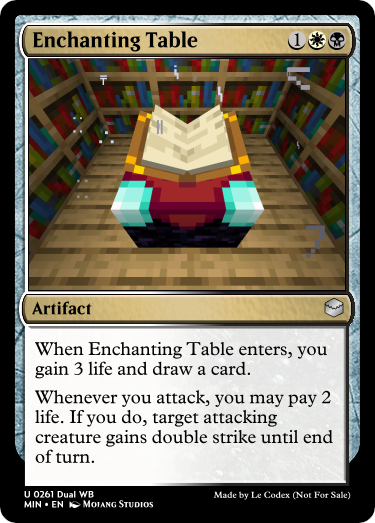 Enchanting Table 1
Artifact
When Enchanting Table enters, you
gain 3 life and draw a card.
Whenever you attack, you may pay 2
life. If you do, target attacking
creature gains double strike until end
of turn.
U 0261 Dual WB
MIN • EN Mojang Studios
Made by Le Codex (Not For Sale)